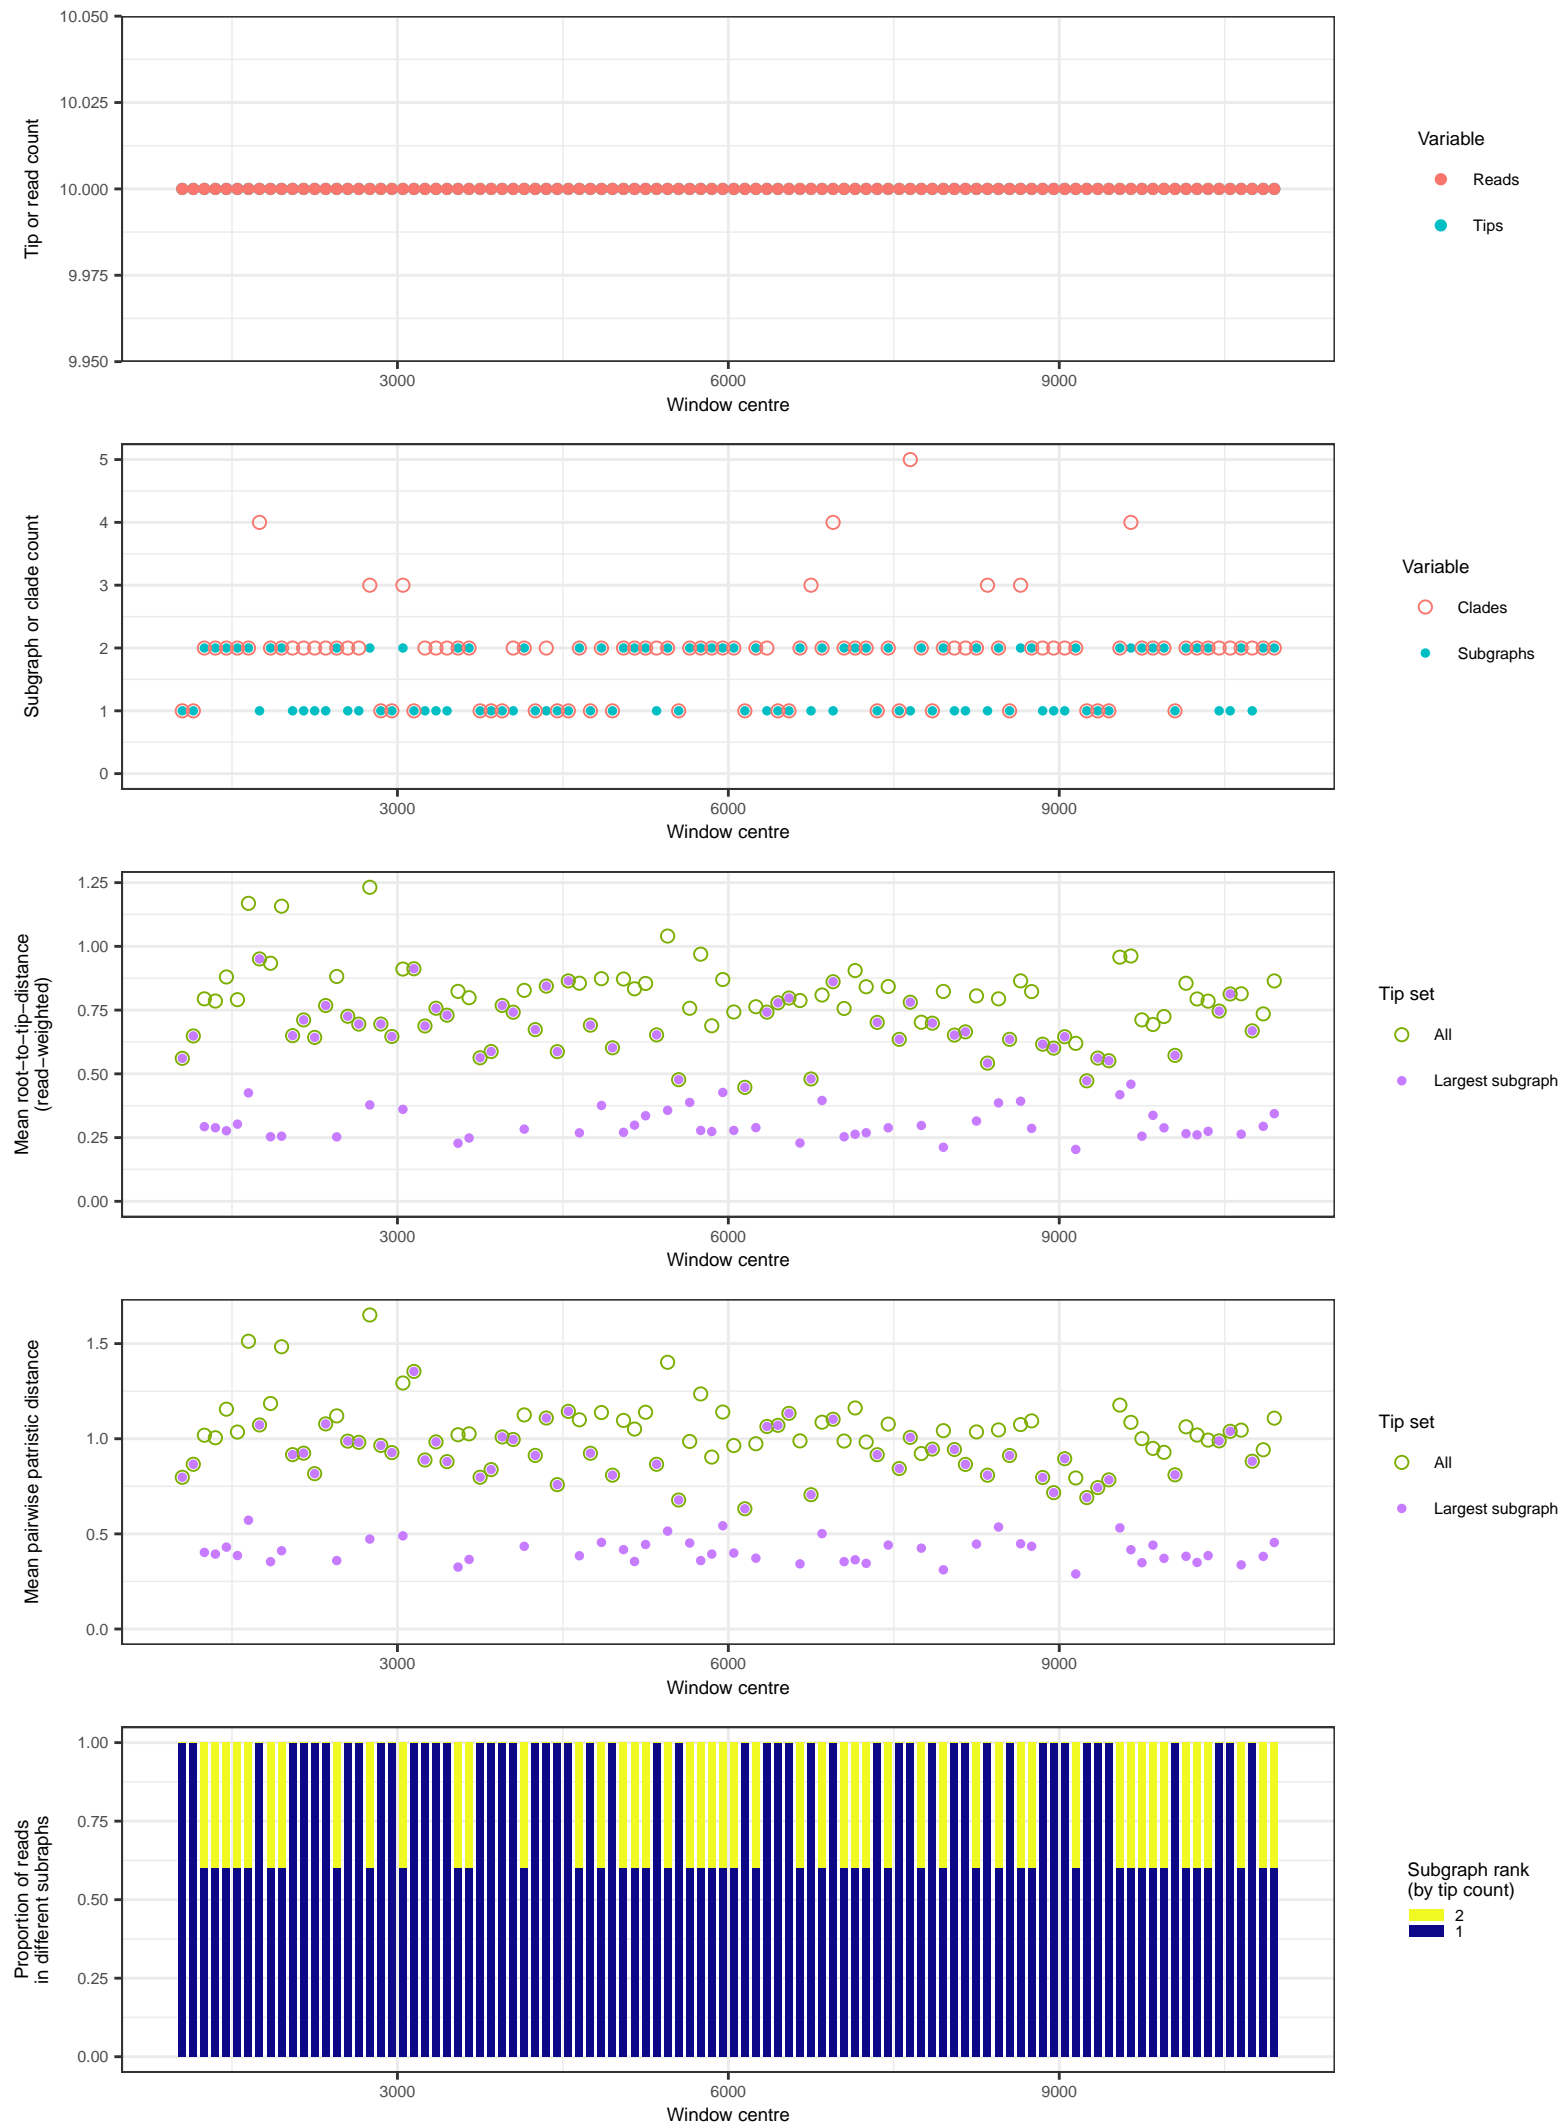 10.050
10.025
10.000
9.975
9.950
Tip or read count
3000
6000
9000
Window centre
Variable
Reads
Tips
5
4
3
2
1
0
Subgraph or clade count
3000
6000
9000
Window centre
Variable
Clades
Subgraphs
1.25
1.00
0.75
0.50
0.25
0.00
Mean root−to−tip−distance
(read−weighted)
3000
6000
9000
Window centre
Tip set
All
Largest subgraph
1.5
1.0
0.5
0.0
Mean pairwise patristic distance
3000
6000
9000
Window centre
Tip set
All
Largest subgraph
1.00
0.75
0.50
0.25
0.00
Proportion of reads
in different subraphs
3000
6000
9000
Window centre
Subgraph rank
(by tip count)
2
1